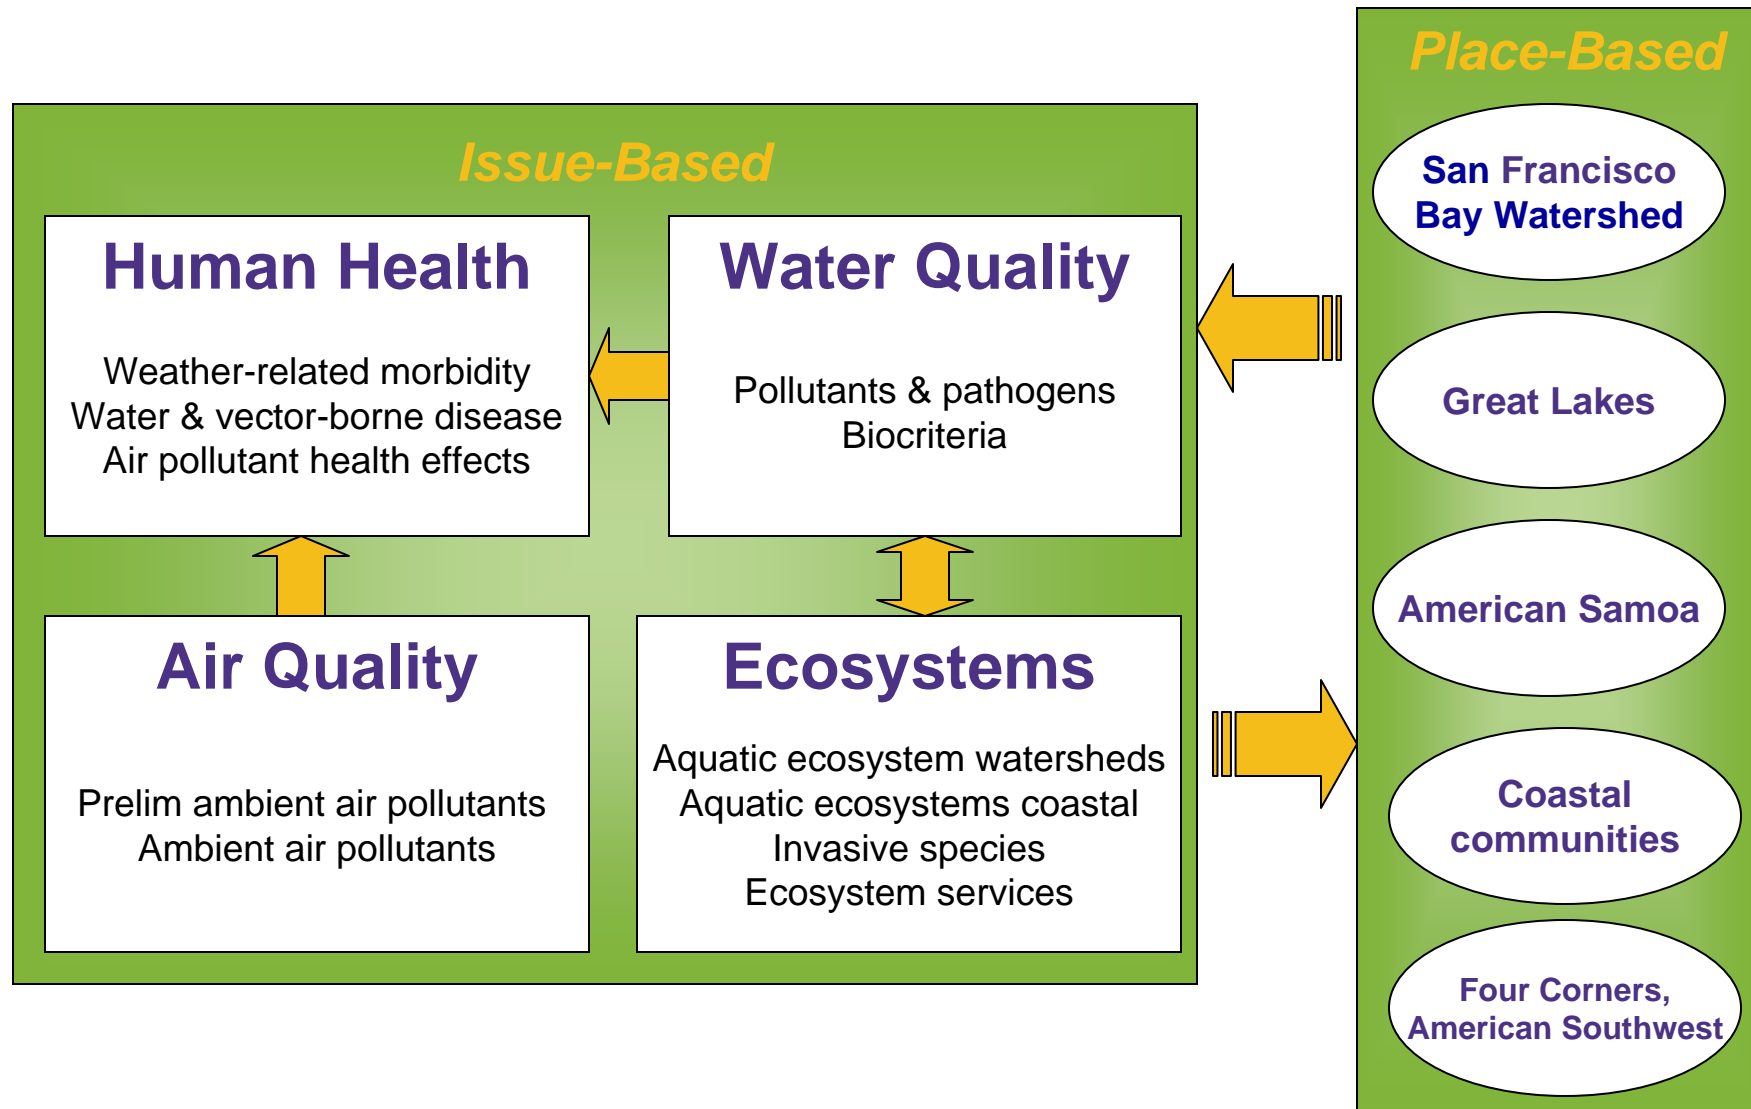 Issue-Based
Human Health
Weather-related morbidity
Water & vector-borne disease
Air pollutant health effects
Water Quality
Pollutants & pathogens
Biocriteria
Air Quality
Prelim ambient air pollutants
Ambient air pollutants
Ecosystems
Aquatic ecosystem watersheds
Aquatic ecosystems coastal
Invasive species
Ecosystem services
Place-Based
San Francisco
Bay Watershed
Great Lakes
American Samoa
Coastal
communities
Four Corners,
American Southwest